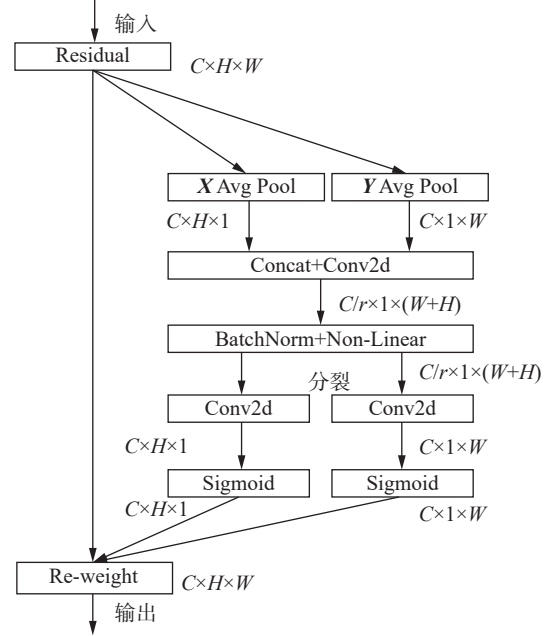 输入
Residual
C×H×W
X Avg Pool
Y Avg Pool
C×H×1
C×1×W
Concat+Conv2d
C/r×1×(W+H)
BatchNorm+Non-Linear
分裂
C/r×1×(W+H)
Conv2d
Conv2d
C×H×1
C×1×W
Sigmoid
Sigmoid
C×H×1
C×1×W
Re-weight
C×H×W
输出